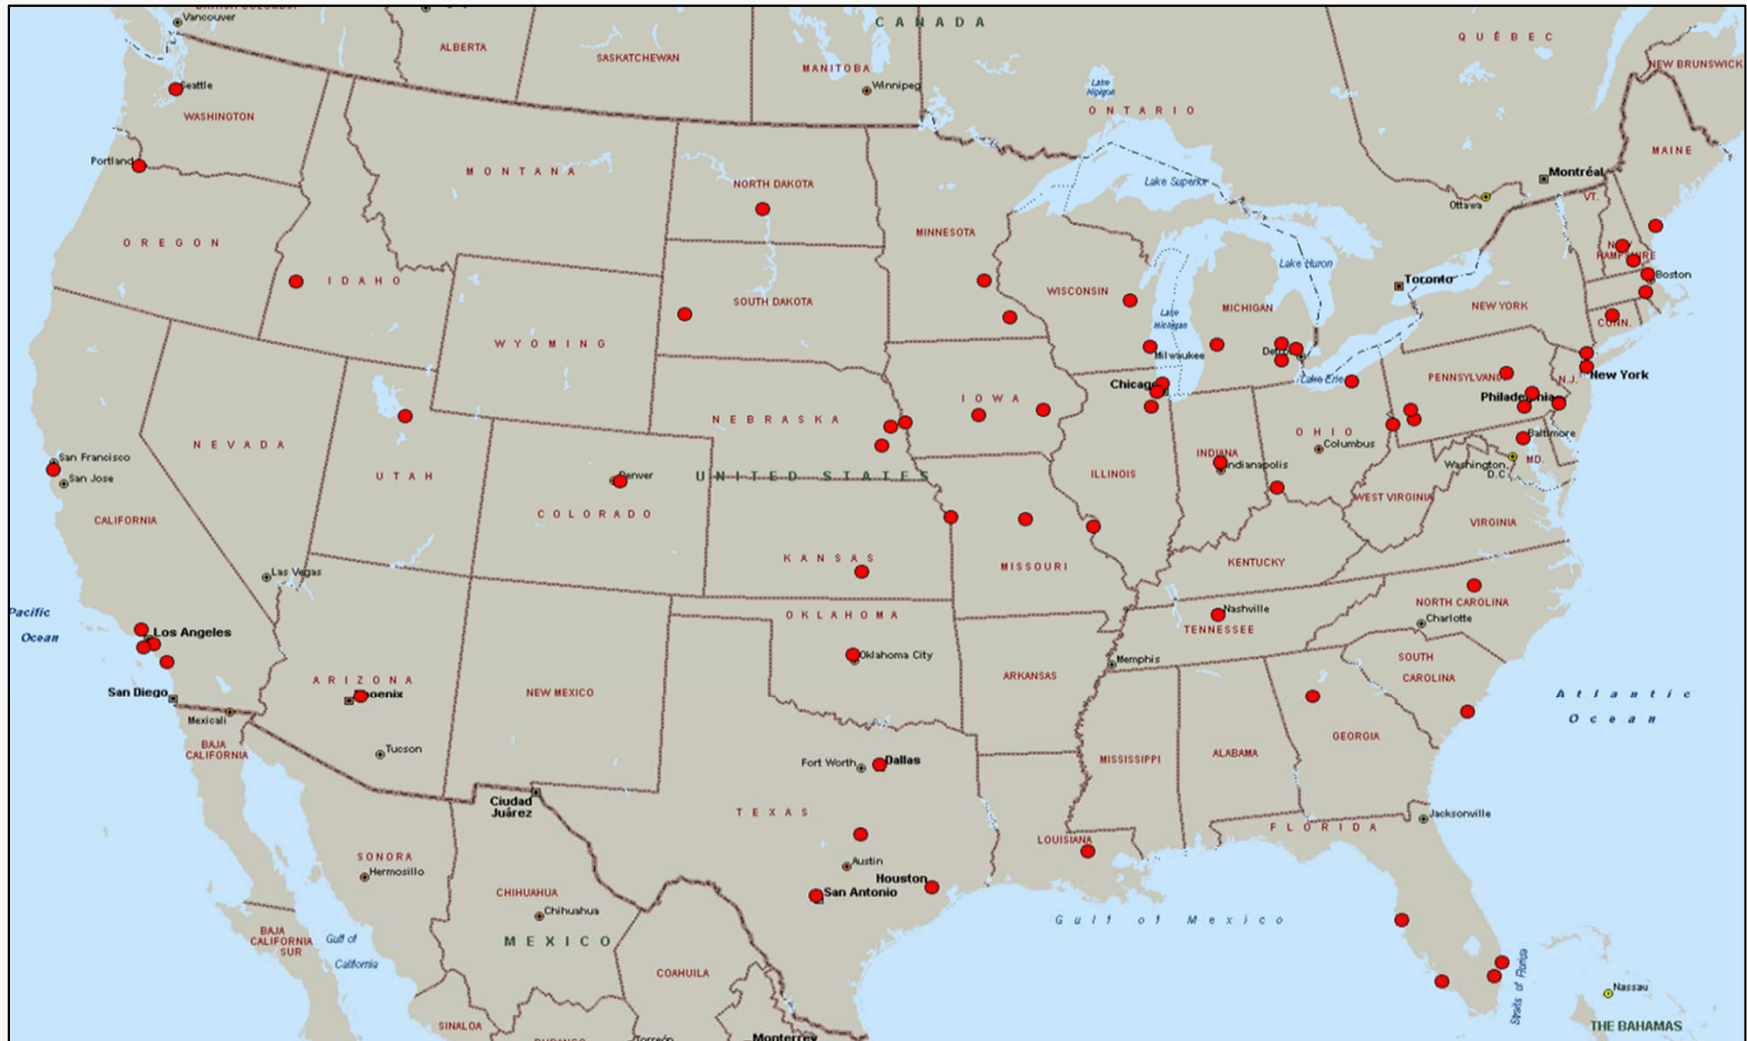 BRITISH COLUMBIA
Vancouver
CANADA
ALBERTA
SASKATCHEWAN
MANITOBA
Winnipeg
ONTARIO
Lake
Nipigon
QUÉBEC
NEW BRUNSWICK
Seattle
WASHINGTON
Portland
MONTANA
NORTH DAKOTA
MINNESOTA
Lake Superior
Ottawa
Montréal
MAINE
VT.
OREGON
IDAHO
SOUTH DAKOTA
WISCONSIN
Lake
Michigan
MICHIGAN
Lake Huron
Toronto
NEW YORK
NEW
HAMPSHIRE
Boston
CONN.
WYOMING
Milwaukee
Detroit
Lake Erie
Chicago
IOWA
NEBRASKA
PENNSYLVANIA
N.J.
New York
Philadelphia
NEVADA
UTAH
Denver
COLORADO
UNITED STATES
ILLINOIS
INDIANA
Indianapolis
OHIO
Columbus
Baltimore
Washington,
D.C.
MD.
San Francisco
San Jose
CALIFORNIA
WEST VIRGINIA
VIRGINIA
KANSAS
MISSOURI
KENTUCKY
Las Vegas
Pacific
Ocean
Los Angeles
OKLAHOMA
Oklahoma City
Nashville
TENNESSEE
NORTH CAROLINA
Charlotte
Memphis
SOUTH
CAROLINA
San Diego
Mexicali
ARIZONA
Phoenix
NEW MEXICO
ARKANSAS
Atlantic
Ocean
BAJA
CALIFORNIA
Tucson
Fort Worth
Dallas
MISSISSIPPI
ALABAMA
GEORGIA
Ciudad
Juárez
TEXAS
Jacksonville
FLORIDA
LOUISIANA
SONORA
Hermosillo
Austin
Houston
San Antonio
CHIHUAHUA
Chihuahua
Gulf of Mexico
BAJA
CALIFORNIA
SUR
Gulf of
California
MEXICO
COAHUILA
Straits of Florida
Nassau
THE BAHAMAS
SINALOA
DURANGO
Torreón
Monterrey